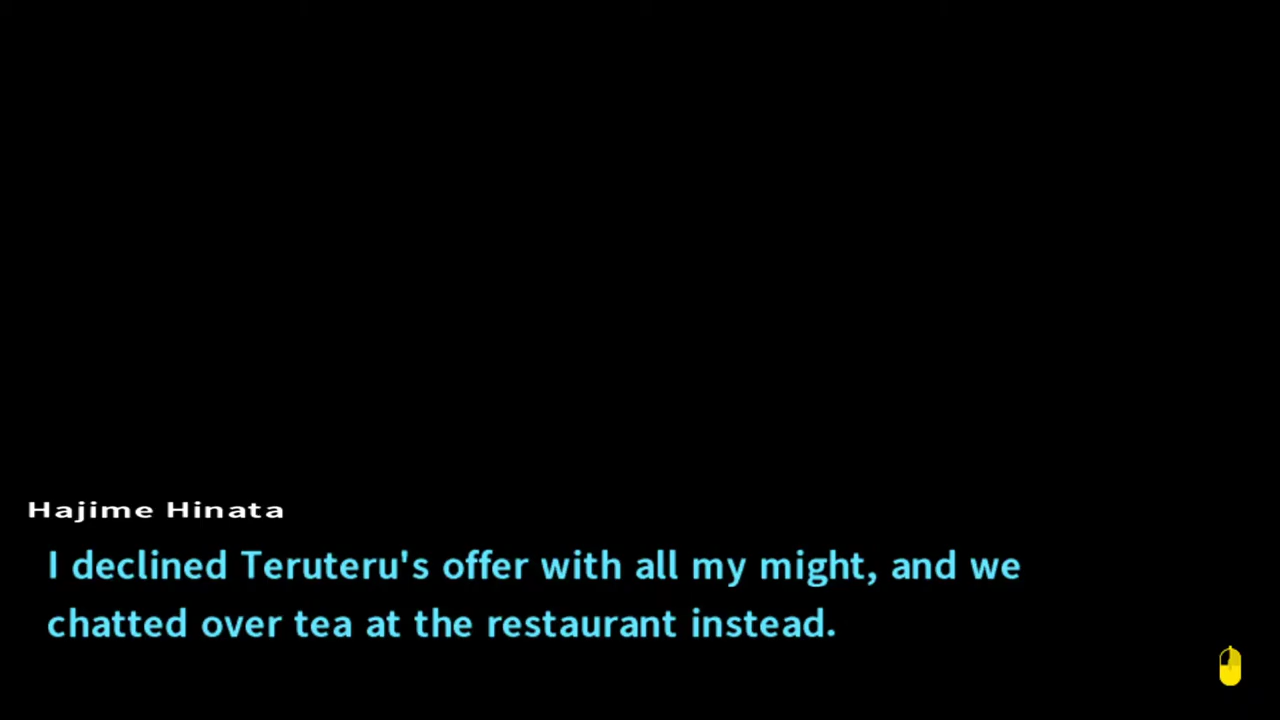 Hajime Hinata
I declined Teruteru's offer with all my might, and we
chatted over tea at the restaurant instead.